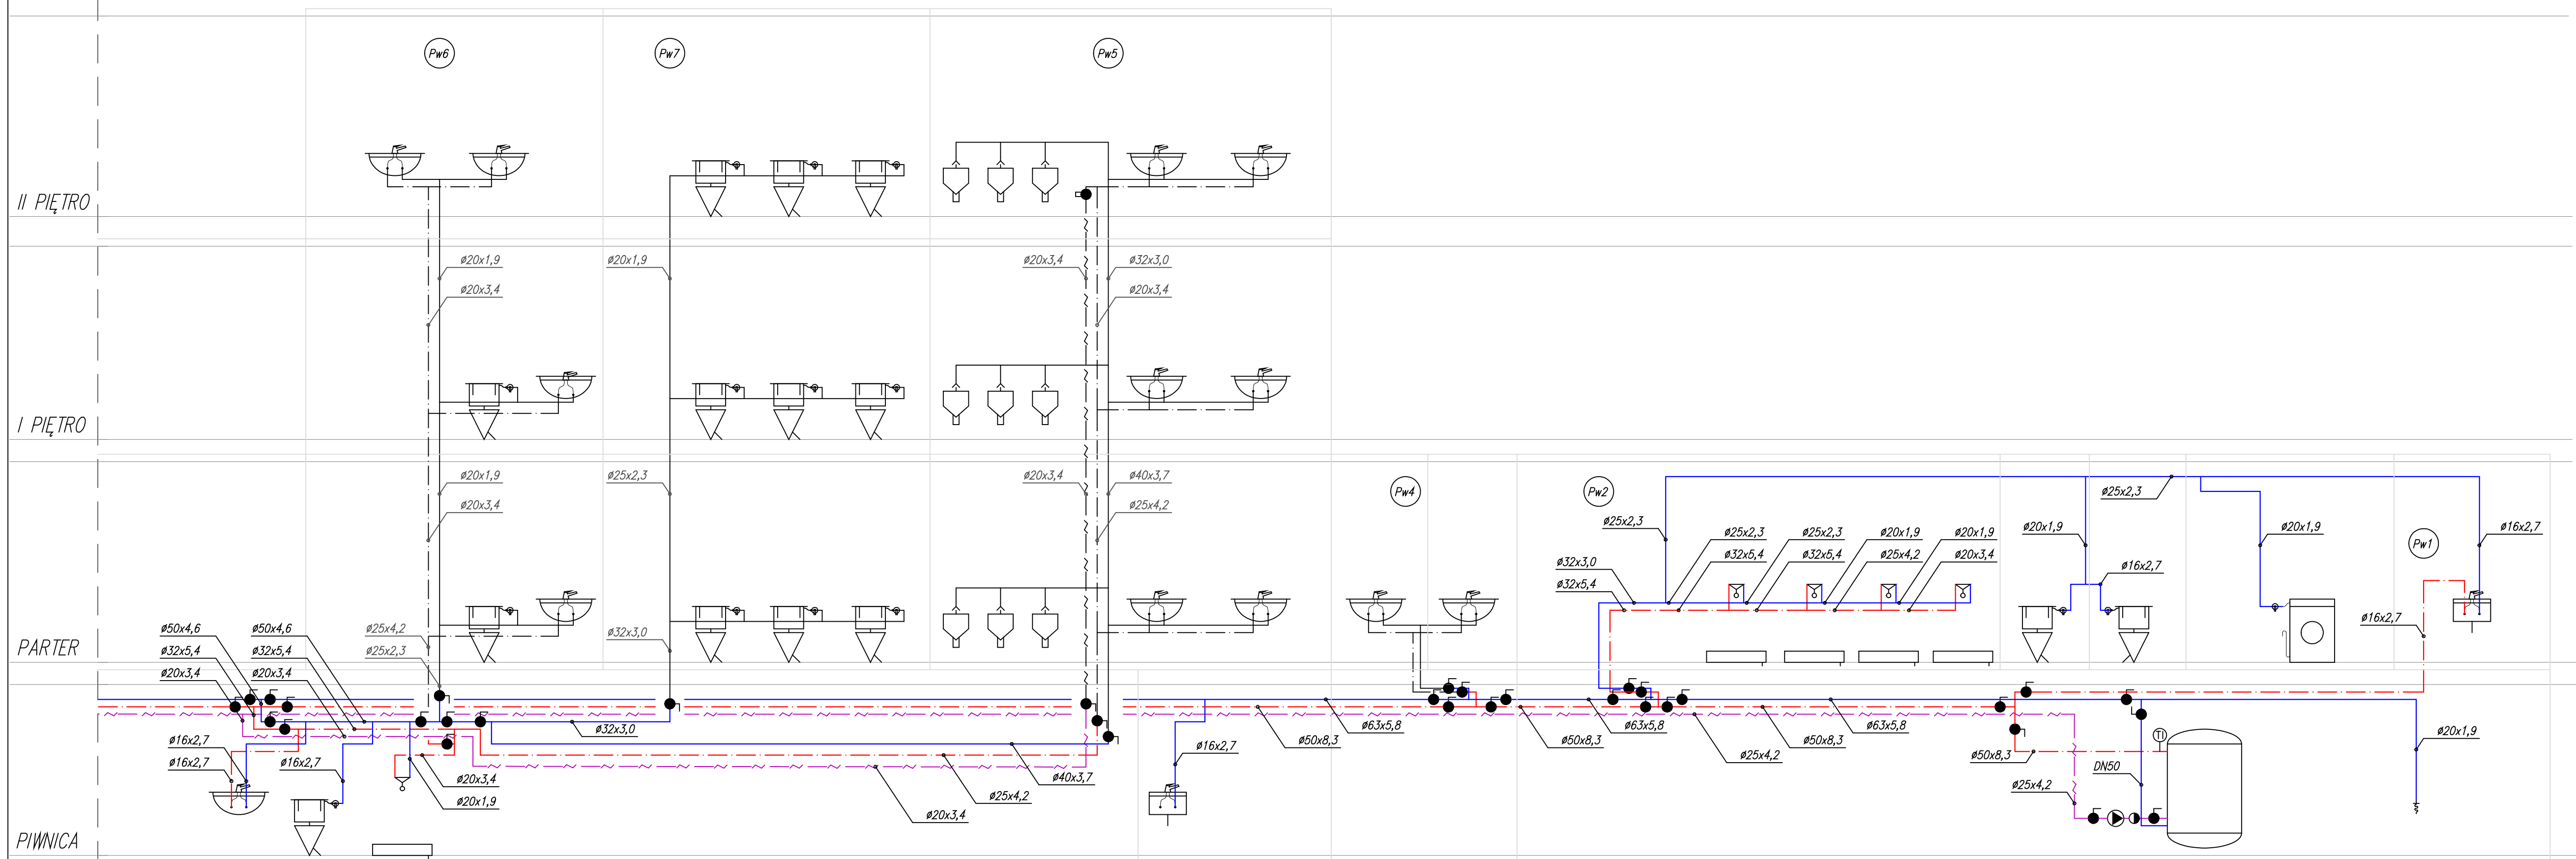 Pw6
Pw7
Pw5
II PIĘTRO
ø20x1,9
ø20x1,9
ø20x3,4
ø32x3,0
ø20x3,4
ø20x3,4
I PIĘTRO
ø20x1,9
ø25x2,3
ø20x3,4
ø40x3,7
Pw4
Pw2
ø25x2,3
ø20x3,4
ø25x4,2
ø25x2,3
ø20x1,9
ø20x1,9
ø16x2,7
ø25x2,3
ø25x2,3
ø20x1,9
ø20x1,9
Pw1
ø32x5,4
ø32x5,4
ø25x4,2
ø20x3,4
ø32x3,0
ø16x2,7
ø32x5,4
ø50x4,6
ø50x4,6
ø25x4,2
ø32x3,0
ø16x2,7
PARTER
ø32x5,4
ø32x5,4
ø25x2,3
ø20x3,4
ø20x3,4
ø32x3,0
ø63x5,8
ø63x5,8
ø63x5,8
ø20x1,9
TI
ø16x2,7
ø50x8,3
ø50x8,3
ø50x8,3
ø16x2,7
ø16x2,7
ø16x2,7
ø25x4,2
ø50x8,3
DN50
ø20x3,4
ø40x3,7
ø25x4,2
ø20x1,9
ø25x4,2
ø20x3,4
PIWNICA